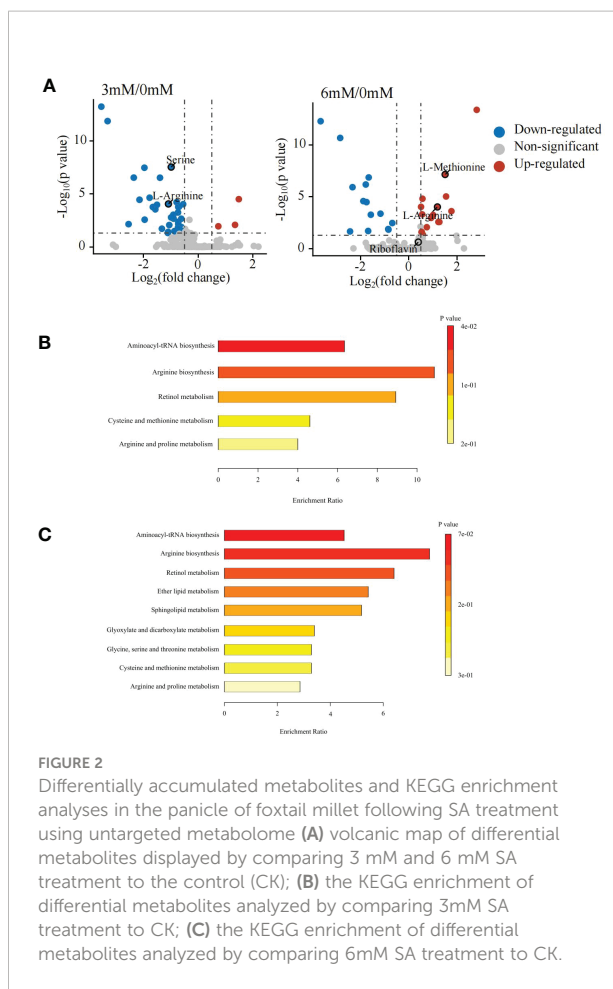 A
3mM/0mM
6mM/0mM
-Log10(p value)
10
5
0
Serine
L-Arginine
-2
0
2
Log2(fold change)
-Log10(p value)
10
5
0
L-Methionine
L-Arginine
Riboflavin
-2
0
2
Log2(fold change)
Down-regulated
Non-significant
Up-regulated
B
P value
Aminoacyl-tRNA biosynthesis
Arginine biosynthesis
Retinol metabolism
Cysteine and methionine metabolism
Arginine and proline metabolism
4e-02
1e-01
2e-01
0 2 4 6 8 10
Enrichment Ratio
C
P value
Aminoacyl-tRNA biosynthesis
Arginine biosynthesis
Retinol metabolism
Ether lipid metabolism
Sphingolipid metabolism
Glyoxylate and dicarboxylate metabolism
Glycine, serine and threonine metabolism
Cysteine and methionine metabolism
Arginine and proline metabolism
7e-02
2e-01
3e-01
0 2 4 6
Enrichment Ratio
FIGURE 2
Differentially accumulated metabolites and KEGG enrichment
analyses in the panicle of foxtail millet following SA treatment
using untargeted metabolome (A) volcanic map of differential
metabolites displayed by comparing 3 mM and 6 mM SA
treatment to the control (CK); (B) the KEGG enrichment of
differential metabolites analyzed by comparing 3mM SA
treatment to CK; (C) the KEGG enrichment of differential
metabolites analyzed by comparing 6mM SA treatment to CK.